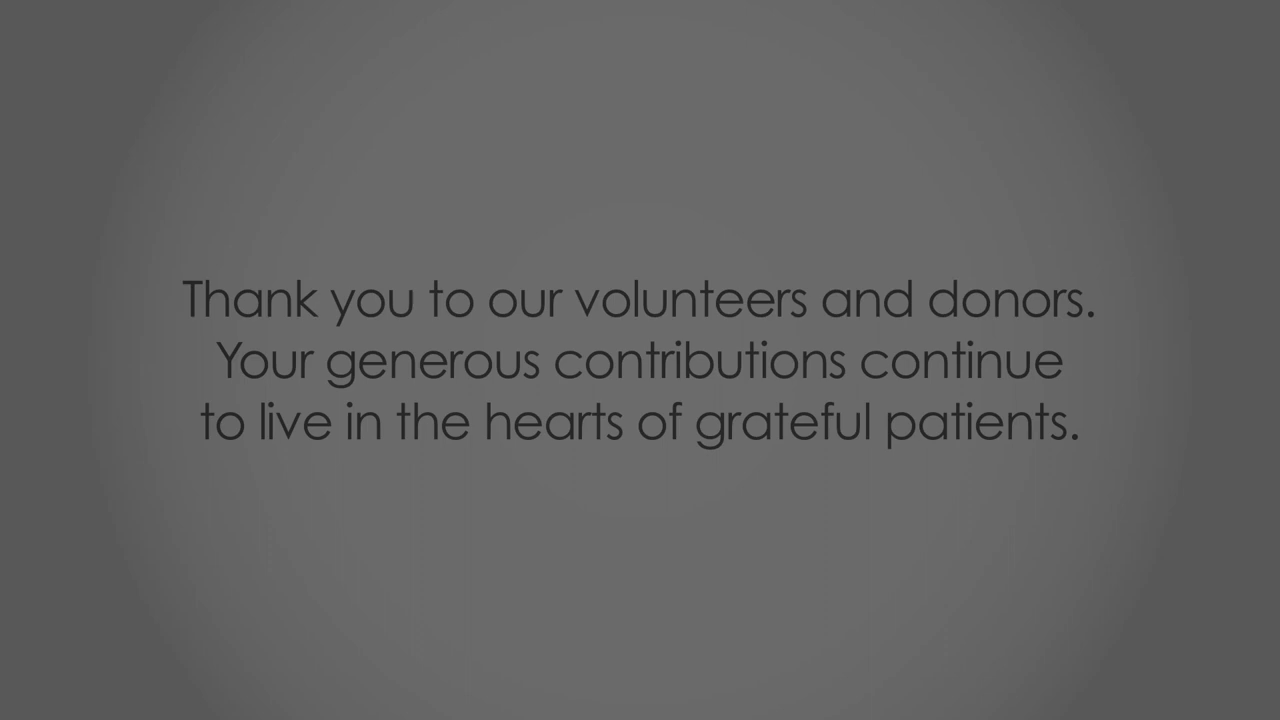 Thank you to our volunteers and donors.
Your generous contributions continue
to live in the hearts of grateful patients.